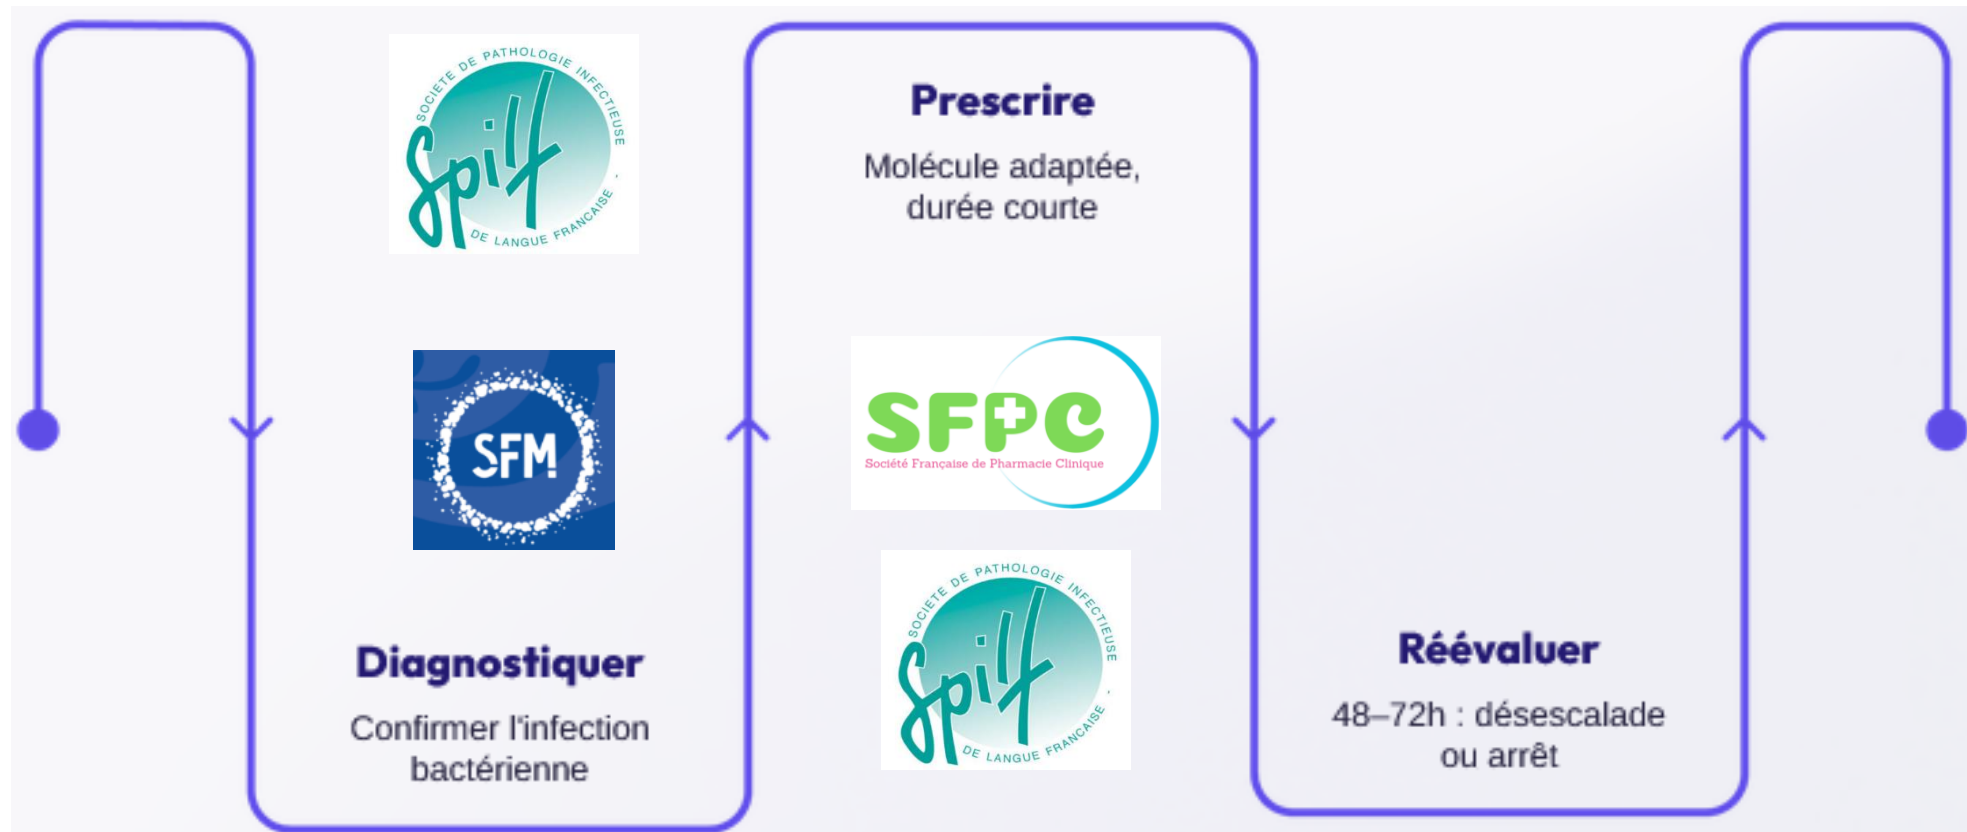 SOCIETE DE PATHOLOGIE INFECTIEUSE
Spilf
- DE LANGUE FRANCAISE -
SFM
Diagnostiquer
Confirmer l'infection
bactérienne
Prescrire
Molécule adaptée,
durée courte
SFPC
Société Française de Pharmacie Clinique
SOCIETE DE PATHOLOGIE INFECTIEUSE
Spilf
- DE LANGUE FRANCAISE -
Réévaluer
48–72h : désescalade
ou arrêt